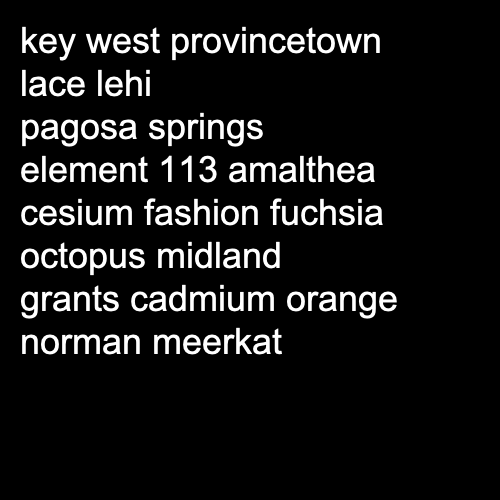 key west provincetown
lace lehi
pagosa springs
element 113 amalthea
cesium fashion fuchsia
octopus midland
grants cadmium orange
norman meerkat